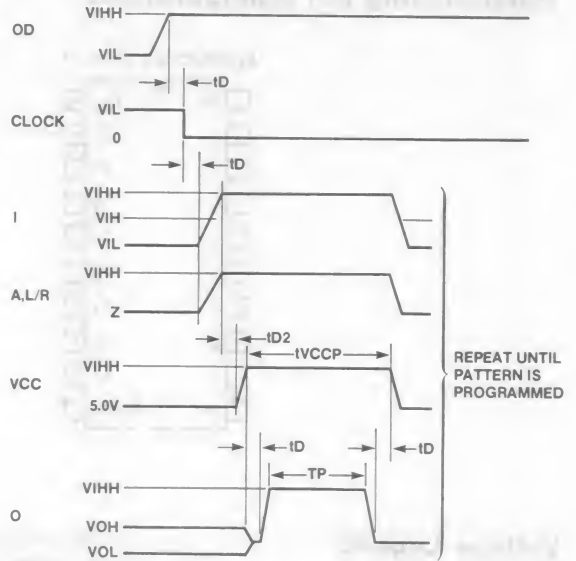 OD
VIHH
VIL
tD
CLOCK
VIL
0
tD
I
VIHH
VIH
VIL
A,L/R
VIHH
Z
tD2
tVCCP
VCC
VIHH
5.0V
REPEAT UNTIL
PATTERN IS
PROGRAMMED
tD
tD
TP
O
VIHH
VOH
VOL